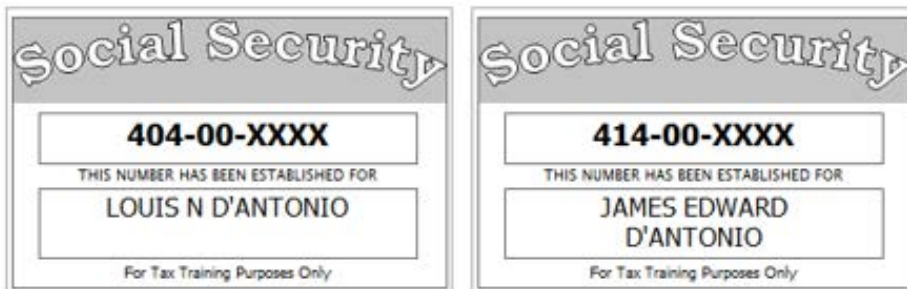 Social Security
404-00-XXXX
THIS NUMBER HAS BEEN ESTABLISHED FOR
LOUIS N D'ANTONIO
For Tax Training Purposes Only
Social Security
414-00-XXXX
THIS NUMBER HAS BEEN ESTABLISHED FOR
JAMES EDWARD
D'ANTONIO
For Tax Training Purposes Only